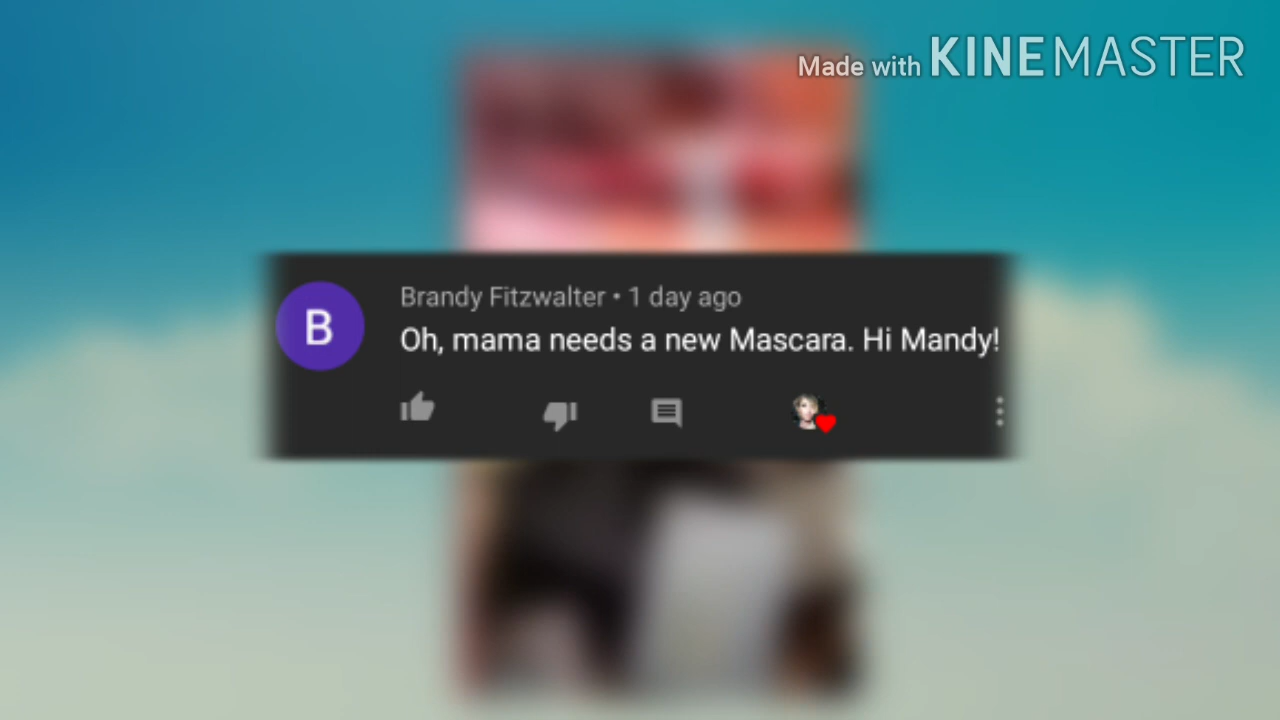 Made with KINEMASTER
Brandy Fitzwalter • 1 day ago
B
Oh, mama needs a new Mascara. Hi Mandy!